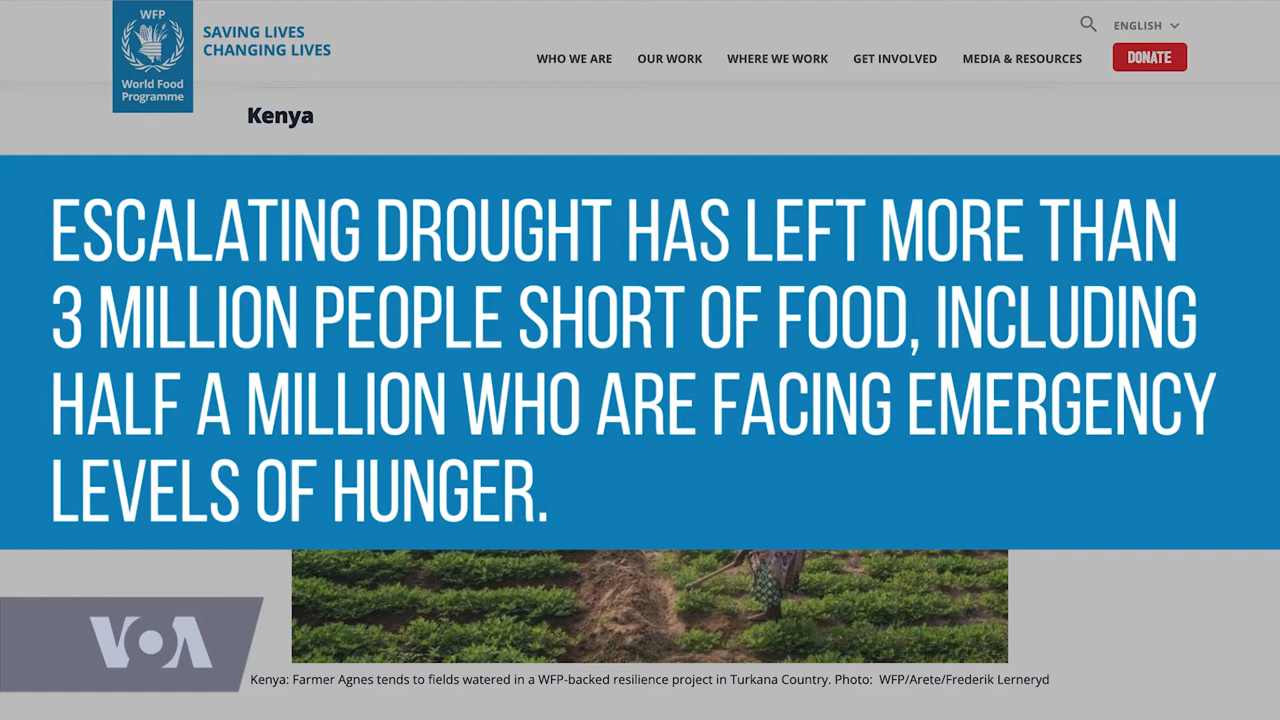 WFP
World Food
Programme
SAVING LIVES
CHANGING LIVES
ENGLISH
WHO WE ARE
OUR WORK
WHERE WE WORK
GET INVOLVED
MEDIA & RESOURCES
DONATE
Kenya
ESCALATING DROUGHT HAS LEFT MORE THAN
3 MILLION PEOPLE SHORT OF FOOD, INCLUDING
HALF A MILLION WHO ARE FACING EMERGENCY
LEVELS OF HUNGER.
VOA
Kenya: Farmer Agnes tends to fields watered in a WFP-backed resilience project in Turkana Country. Photo: WFP/Arete/Frederik Lerneryd